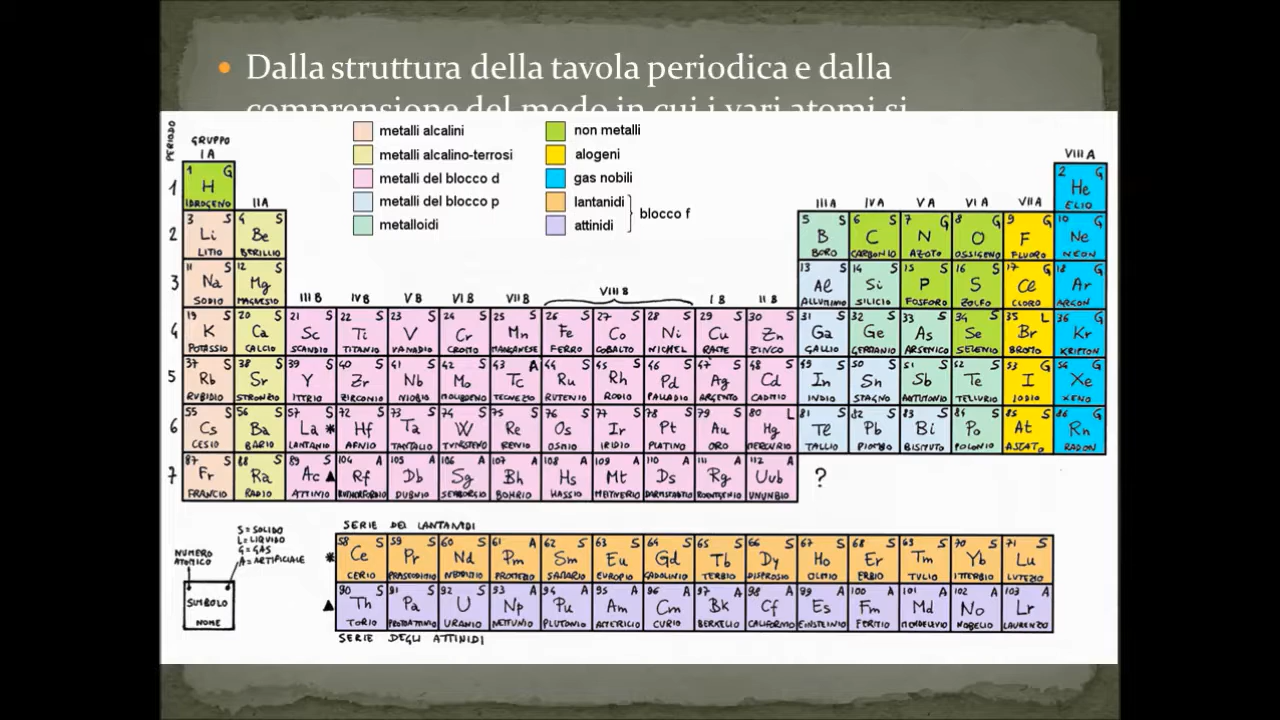 • Dalla struttura della tavola periodica e dalla
comprensione del modo in cui i vari atomi si
metalli alcalini non metalli
metalli alcalino-terrosi alogeni
metalli del blocco d gas nobili
metalli del blocco p lantanidi
metalloidi attinidi
blocco f
PERIODO
GRUPPO
I A VIII A
1 1 G H IDROGENO 2 G He ELIO
II A III A IV A V A VI A VII A
2 3 S Li LITIO 4 S Be BERILLIO 5 S B BORO 6 S C CARBONIO 7 G N AZOTO 8 G O OSSIGENO 9 G F FLUORO 10 G Ne NEON
3 11 S Na SODIO 12 S Mg MAGNESIO 13 S Al ALLUMINIO 14 S Si SILICIO 15 S P FOSFORO 16 S S ZOLFO 17 G Cl CLORO 18 G Ar ARGON
III B IV B V B VI B VII B VIII B I B II B
4 19 S K POTASSIO 20 S Ca CALCIO 21 S Sc SCANDIO 22 S Ti TITANIO 23 S V VANADIO 24 S Cr CROMO 25 S Mn MANGANESE 26 S Fe FERRO 27 S Co COBALTO 28 S Ni NICHEL 29 S Cu RAME 30 S Zn ZINCO 31 S Ga GALLIO 32 S Ge GERMANIO 33 S As ARSENICO 34 S Se SELENIO 35 L Br BROMO 36 G Kr KRIPTON
5 37 S Rb RUBIDIO 38 S Sr STRONZIO 39 S Y ITTRIO 40 S Zr ZIRCONIO 41 S Nb NIOBIO 42 S Mo MOLIBDENO 43 A Tc TECNEZIO 44 S Ru RUTENIO 45 S Rh RODIO 46 S Pd PALLADIO 47 S Ag ARGENTO 48 S Cd CADMIO 49 S In INDIO 50 S Sn STAGNO 51 S Sb ANTIMONIO 52 S Te TELLURIO 53 S I IODIO 54 G Xe XENO
6 55 S Cs CESIO 56 S Ba BARIO 57 S La * LANTANIO 72 S Hf AFNIO 73 S Ta TANTALIO 74 S W TUNGSTENO 75 S Re RENIO 76 S Os OSMIO 77 S Ir IRIDIO 78 S Pt PLATINO 79 S Au ORO 80 L Hg MERCURIO 81 S Tl TALLIO 82 S Pb PIOMBO 83 S Bi BISMUTO 84 S Po POLONIO 85 S At ASTATO 86 G Rn RADON
7 87 S Fr FRANCIO 88 S Ra RADIO 89 S Ac ▲ ATTINIO 104 A Rf RUTHERFORDIO 105 A Db DUBNIO 106 A Sg SEABORGIO 107 A Bh BOHRIO 108 A Hs HASSIO 109 A Mt MEITNERIO 110 A Ds DARMSTADTIO 111 A Rg ROENTGENIO 112 A Uub UNUNBIO ?
S = SOLIDO
L = LIQUIDO
G = GAS
A = ARTIFICIALE
NUMERO
ATOMICO
SIMBOLO
NOME
SERIE DEI LANTANIDI
* 58 S Ce CERIO 59 S Pr PRASEODIMIO 60 S Nd NEODIMIO 61 A Pm PROMEZIO 62 S Sm SAMARIO 63 S Eu EUROPIO 64 S Gd GADOLINIO 65 S Tb TERBIO 66 S Dy DISPROSIO 67 S Ho OLMIO 68 S Er ERBIO 69 S Tm TULIO 70 S Yb ITTERBIO 71 S Lu LUTEZIO
▲ 90 S Th TORIO 91 S Pa PROTOATTINIO 92 S U URANIO 93 A Np NETTUNIO 94 A Pu PLUTONIO 95 A Am AMERICIO 96 A Cm CURIO 97 A Bk BERKELIO 98 A Cf CALIFORNIO 99 A Es EINSTEINIO 100 A Fm FERMIO 101 A Md MENDELEVIO 102 A No NOBELIO 103 A Lr LAURENZIO
SERIE DEGLI ATTINIDI